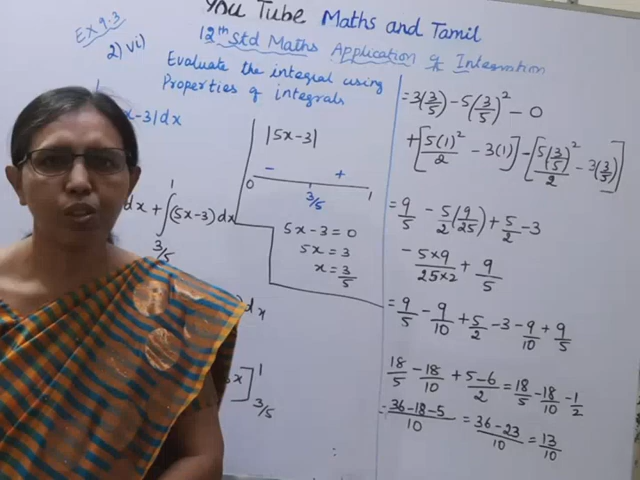 You Tube Maths and Tamil
12th Std Maths Application of Integration
Ex 9.3
2) vi)
Evaluate the integral using
Properties of integrals
x-3|dx
dx + ∫_{3/5}^{1} (5x-3) dx
dx
x]_{3/5}^{1}
|5x-3|
- +
0 3/5 1
5x-3=0
5x = 3
x = 3/5
= 3(3/5) - 5(3/5)² - 0
+ [5(1)²/2 - 3(1)] - [5(3/5)²/2 - 3(3/5)]
= 9/5 - 5/2(9/25) + 5/2 - 3
- 5×9/25×2 + 9/5
= 9/5 - 9/10 + 5/2 - 3 - 9/10 + 9/5
18/5 - 18/10 + 5-6/2 = 18/5 - 18/10 - 1/2
= 36-18-5/10 = 36-23/10 = 13/10